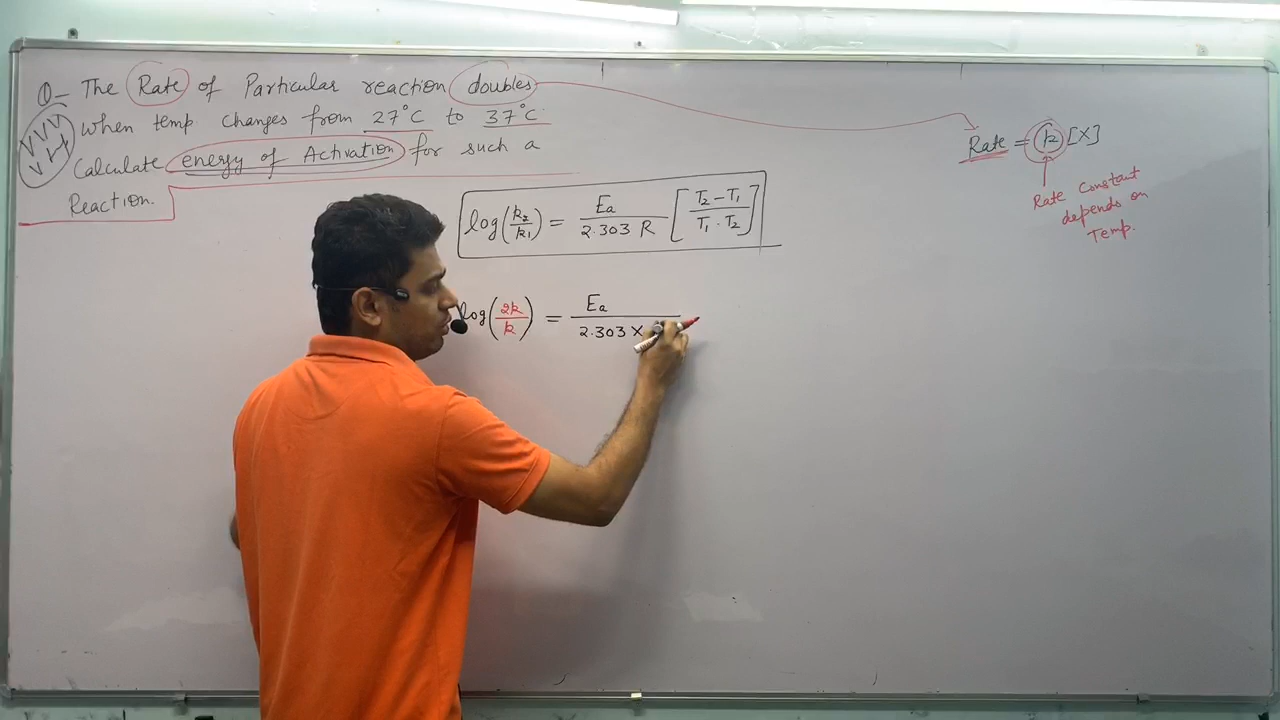 Q- The Rate of Particular reaction doubles
VVV when temp changes from 27°C to 37°C.
Calculate energy of Activation for such a
Reaction.
Rate = k [X]
Rate Constant
depends on
Temp.
log(k₂/k₁) = Ea / 2.303 R [T₂ - T₁ / T₁ . T₂]
log(2k/k) = Ea / 2.303 ×